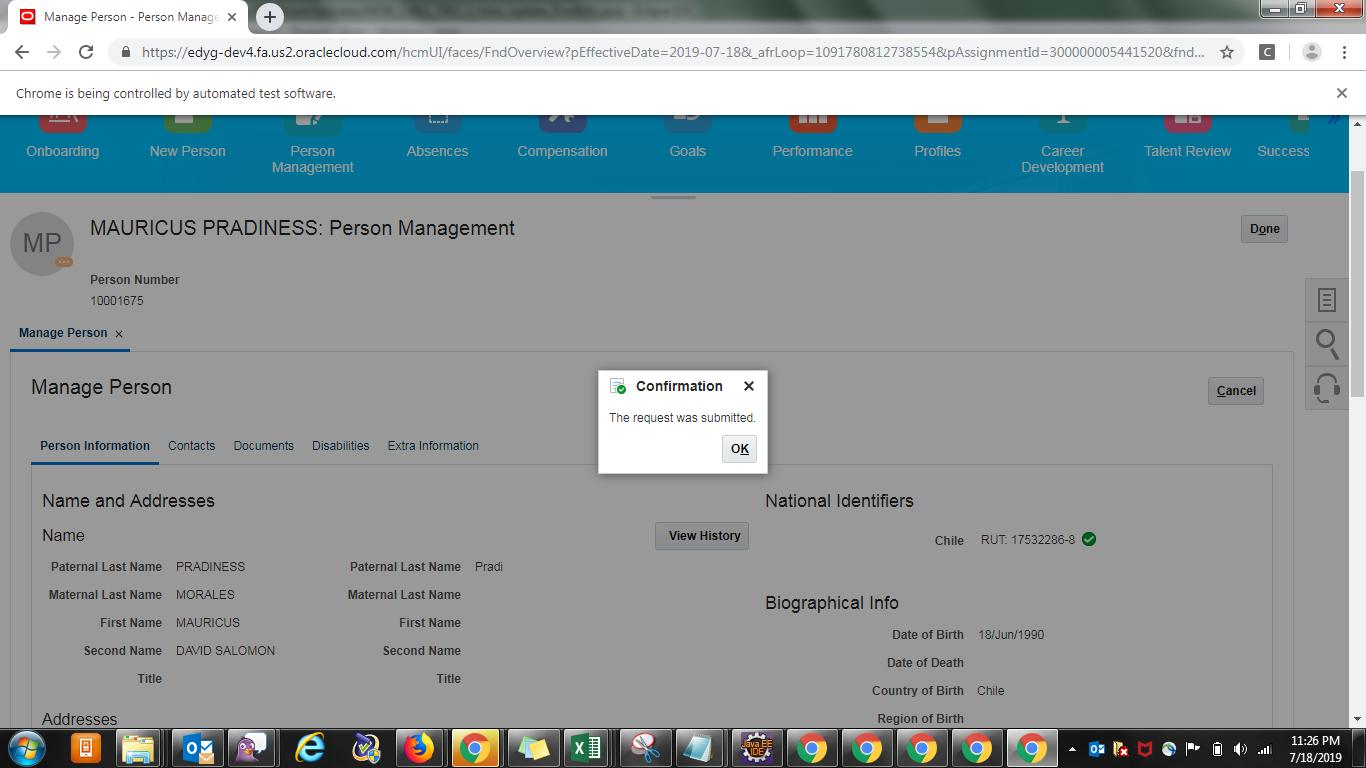 Manage Person - Person Manage
https://edyg-dev4.fa.us2.oraclecloud.com/hcmUI/faces/FndOverview?pEffectiveDate=2019-07-18&_afrLoop=1091780812738554&pAssignmentId=300000005441520&fnd...
C
Chrome is being controlled by automated test software.
Onboarding
New Person
Person Management
Absences
Compensation
Goals
Performance
Profiles
Career Development
Talent Review
Success
MP
MAURICUS PRADINESS: Person Management
Done
Person Number
10001675
Manage Person
Manage Person
Cancel
Confirmation
The request was submitted.
OK
Person Information
Contacts
Documents
Disabilities
Extra Information
Name and Addresses
National Identifiers
Name
View History
Chile RUT: 17532286-8
Paternal Last Name PRADINESS
Paternal Last Name Pradi
Maternal Last Name MORALES
Maternal Last Name
First Name MAURICUS
First Name
Second Name DAVID SALOMON
Second Name
Title
Title
Biographical Info
Date of Birth 18/Jun/1990
Date of Death
Country of Birth Chile
Region of Birth
Addresses
Java EE
IDE
11:26 PM
7/18/2019